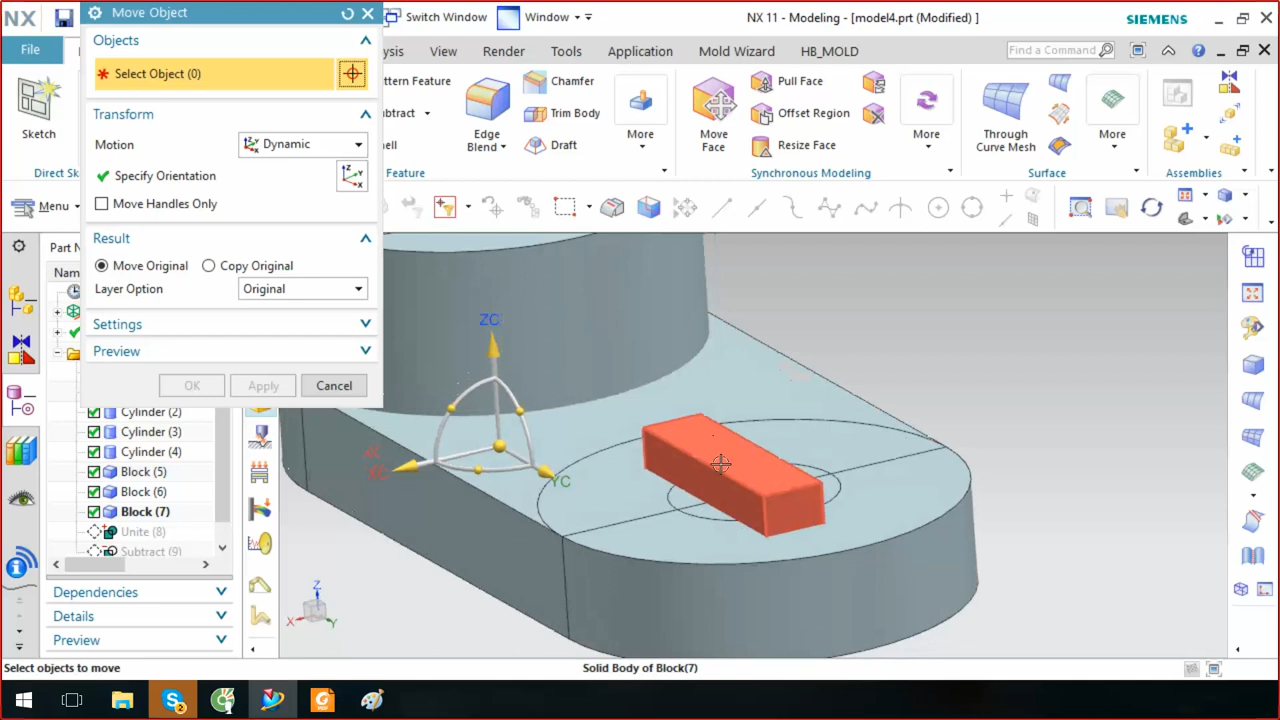 NX
Move Object
Switch Window
Window
NX 11 - Modeling - [model4.prt (Modified) ]
SIEMENS
File
ysis
View
Render
Tools
Application
Mold Wizard
HB_MOLD
Find a Command
Objects
* Select Object (0)
Transform
Motion
Dynamic
Specify Orientation
Move Handles Only
Result
Move Original
Copy Original
Layer Option
Original
Settings
Preview
OK
Apply
Cancel
Sketch
Direct Sk
ttern Feature
btract
ell
Edge
Blend
Chamfer
Trim Body
Draft
More
Feature
Move
Face
Pull Face
Offset Region
Resize Face
More
Synchronous Modeling
Through
Curve Mesh
More
Surface
Assemblies
Menu
Part N
Nam
Cylinder (2)
Cylinder (3)
Cylinder (4)
Block (5)
Block (6)
Block (7)
Unite (8)
Subtract (9)
Dependencies
Details
Preview
ZC
XC
YC
Z
X
Y
Select objects to move
Solid Body of Block(7)
2